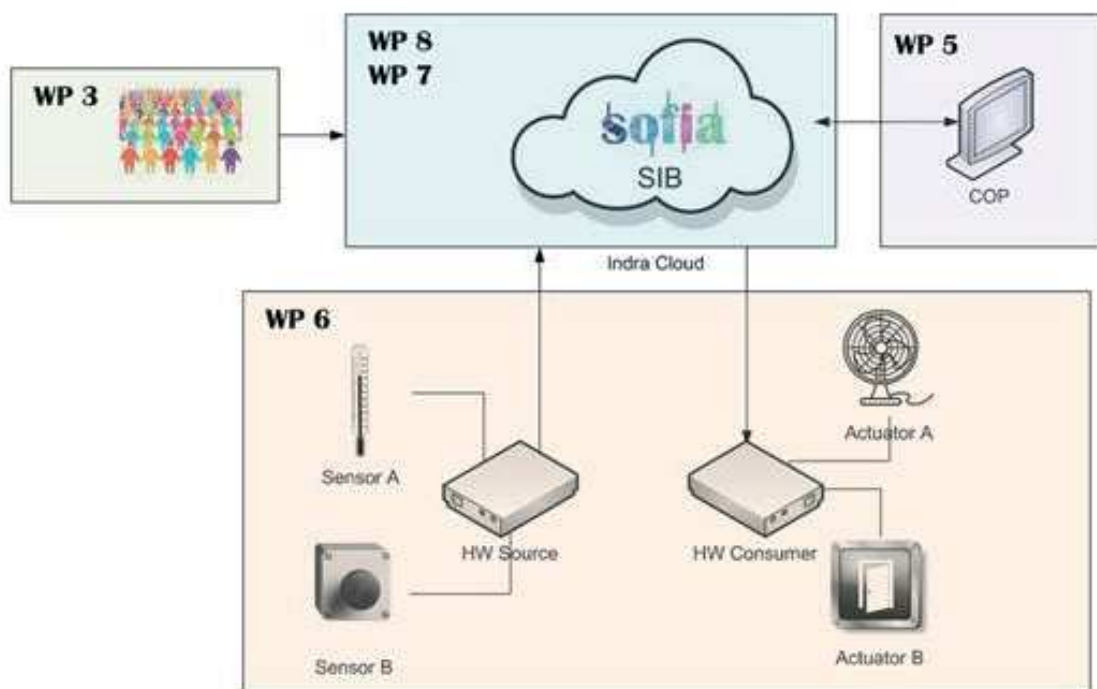 WP 3
WP 8
WP 7
sofia
SIB
WP 5
COP
Indra Cloud
WP 6
Sensor A
HW Source
Sensor B
Actuator A
HW Consumer
Actuator B